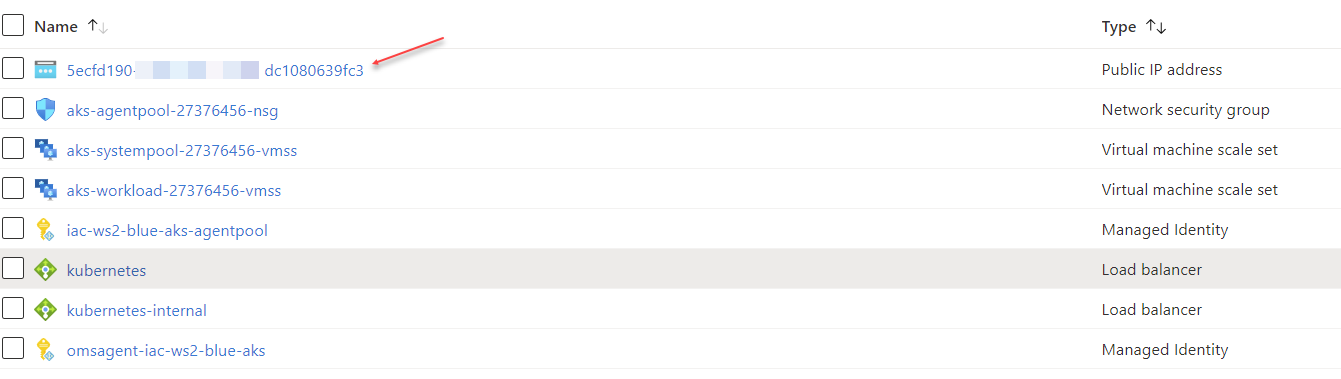 Name Type
5ecfd190- dc1080639fc3 Public IP address
aks-agentpool-27376456-nsg Network security group
aks-systempool-27376456-vmss Virtual machine scale set
aks-workload-27376456-vmss Virtual machine scale set
iac-ws2-blue-aks-agentpool Managed Identity
kubernetes Load balancer
kubernetes-internal Load balancer
omsagent-iac-ws2-blue-aks Managed Identity